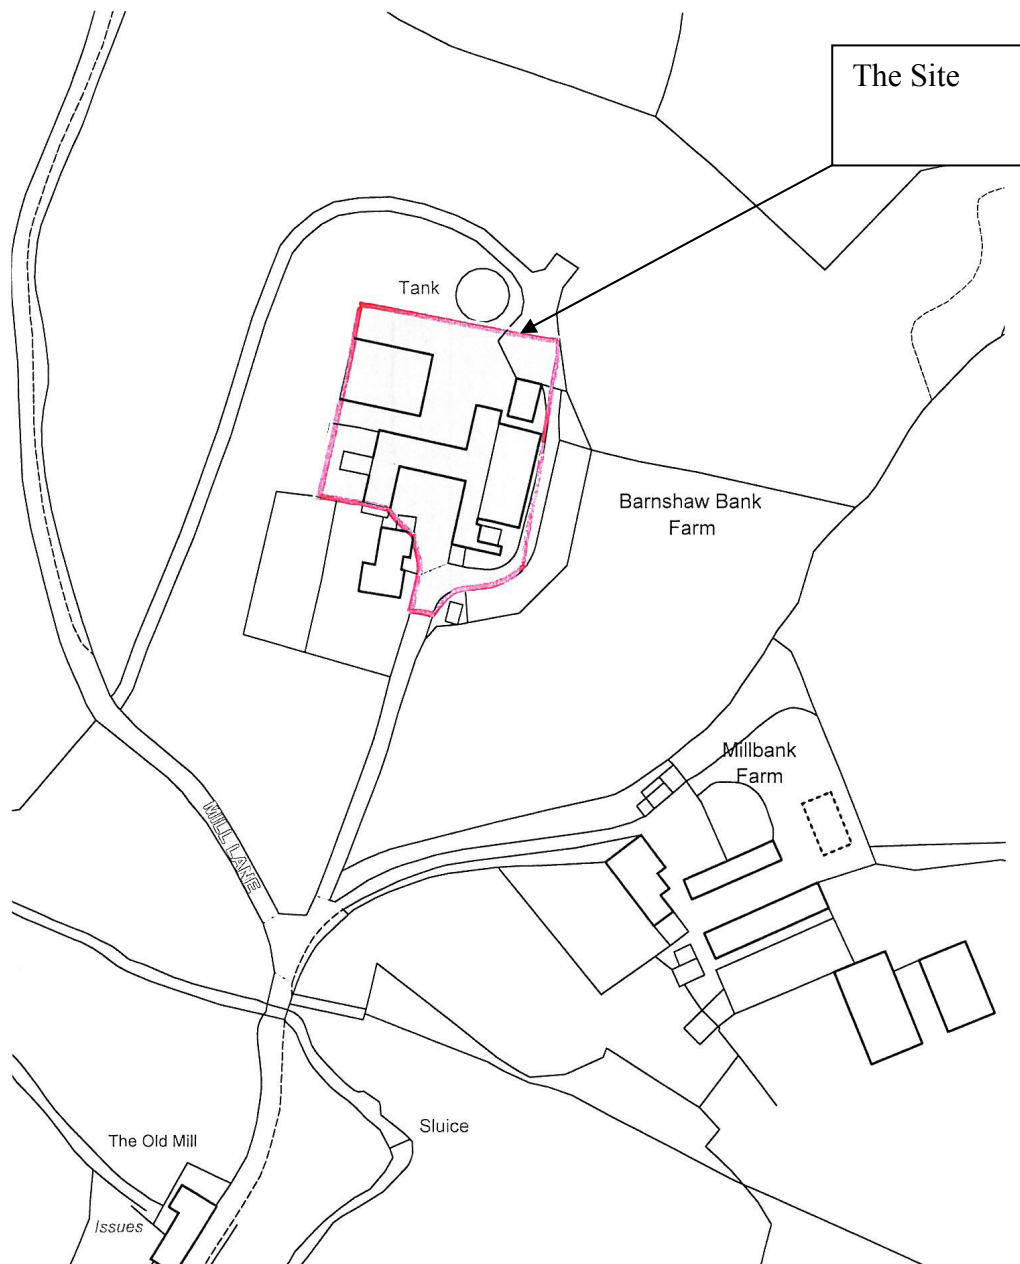 The Site
Tank
Barnshaw Bank
Farm
Millbank
Farm
MILL LANE
Sluice
The Old Mill
Issues